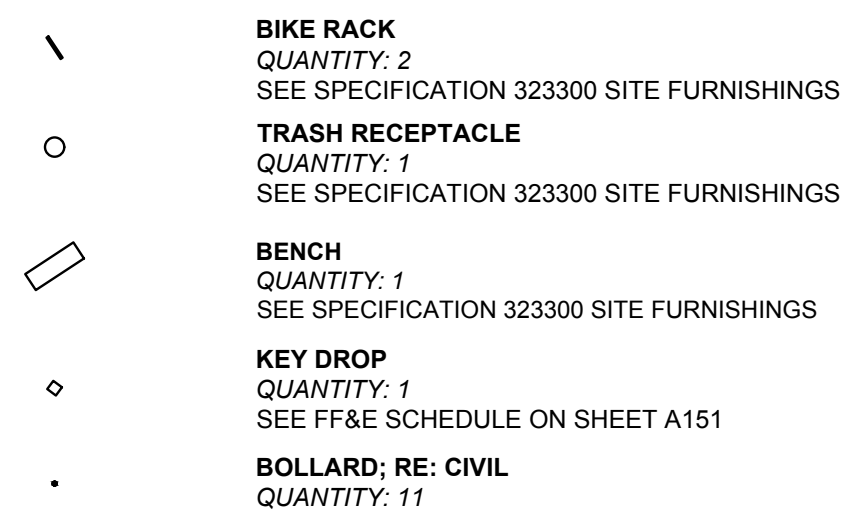 BIKE RACK
QUANTITY: 2
SEE SPECIFICATION 323300 SITE FURNISHINGS
TRASH RECEPTACLE
QUANTITY: 1
SEE SPECIFICATION 323300 SITE FURNISHINGS
BENCH
QUANTITY: 1
SEE SPECIFICATION 323300 SITE FURNISHINGS
KEY DROP
QUANTITY: 1
SEE FF&E SCHEDULE ON SHEET A151
BOLLARD; RE: CIVIL
QUANTITY: 11